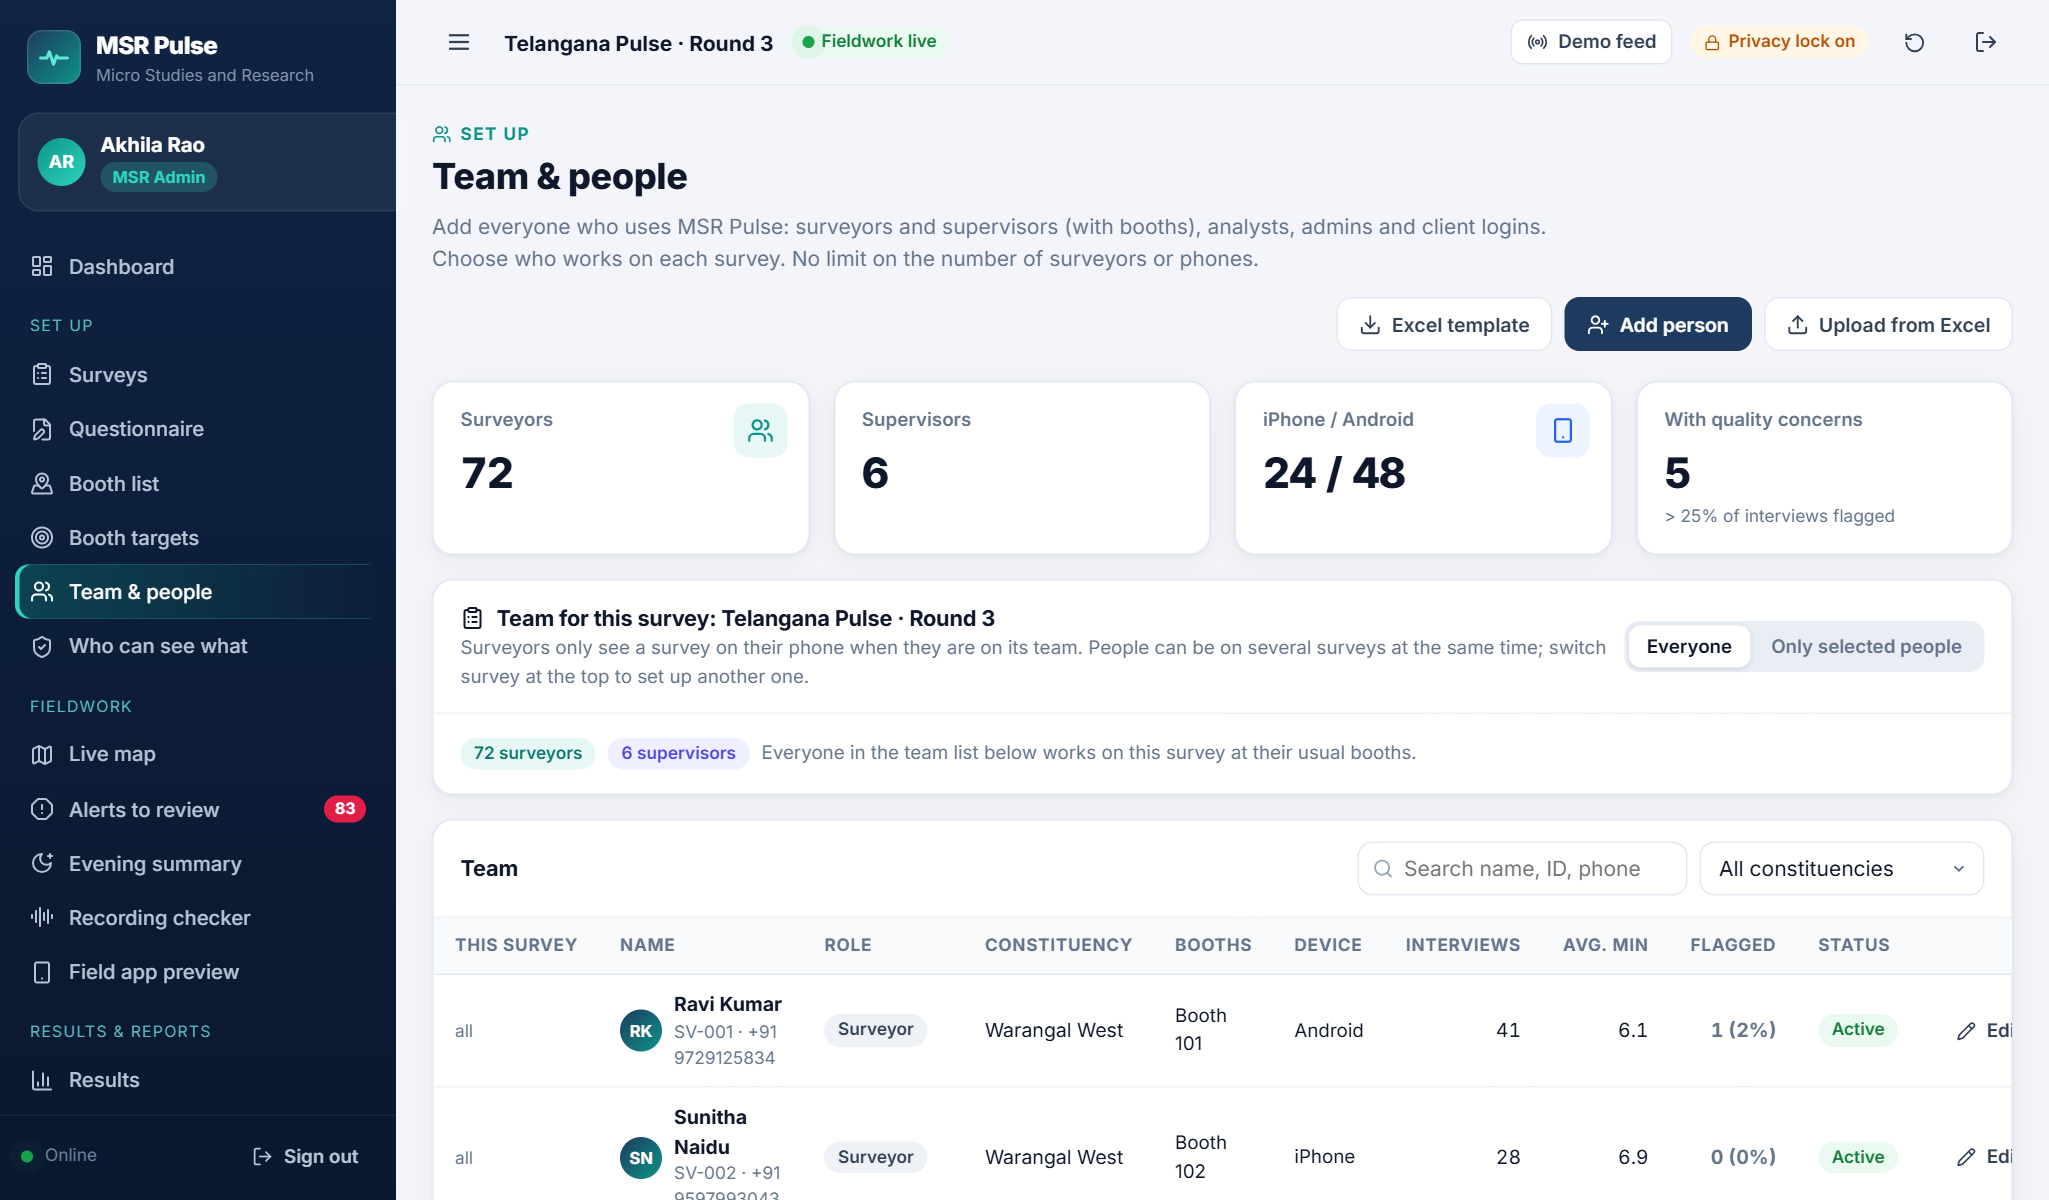 MSR Pulse
Micro Studies and Research
AR
Akhila Rao
MSR Admin
Dashboard
SET UP
Surveys
Questionnaire
Booth list
Booth targets
Team & people
Who can see what
FIELDWORK
Live map
Alerts to review
83
Evening summary
Recording checker
Field app preview
RESULTS & REPORTS
Results
Online
Sign out
Telangana Pulse · Round 3
Fieldwork live
Demo feed
Privacy lock on
SET UP
Team & people
Add everyone who uses MSR Pulse: surveyors and supervisors (with booths), analysts, admins and client logins.
Choose who works on each survey. No limit on the number of surveyors or phones.
Excel template
Add person
Upload from Excel
Surveyors
72
Supervisors
6
iPhone / Android
24 / 48
With quality concerns
5
> 25% of interviews flagged
Team for this survey: Telangana Pulse · Round 3
Surveyors only see a survey on their phone when they are on its team. People can be on several surveys at the same time; switch
survey at the top to set up another one.
Everyone
Only selected people
72 surveyors
6 supervisors
Everyone in the team list below works on this survey at their usual booths.
Team
Search name, ID, phone
All constituencies
THIS SURVEY NAME ROLE CONSTITUENCY BOOTHS DEVICE INTERVIEWS AVG. MIN FLAGGED STATUS
all
RK
Ravi Kumar
SV-001 · +91
9729125834
Surveyor
Warangal West
Booth
101
Android
41
6.1
1 (2%)
Active
Edi
all
SN
Sunitha
Naidu
SV-002 · +91
9597993043
Surveyor
Warangal West
Booth
102
iPhone
28
6.9
0 (0%)
Active
Edi